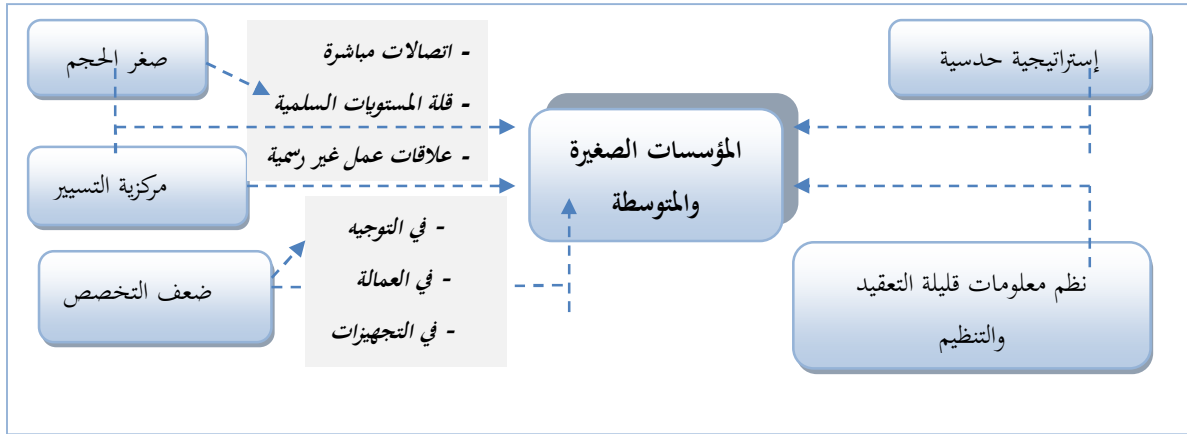 إستراتيجية حدسية
صغر الحجم
- اتصالات مباشرة
- قلة المستويات السلمية
- علاقات عمل غير رسمية
المؤسسات الصغيرة
والمتوسطة
مركزية التسيير
ضعف التخصص
- في التوجيه
- في العمالة
- في التجهيزات
نظم معلومات قليلة التعقيد
والتنظيم